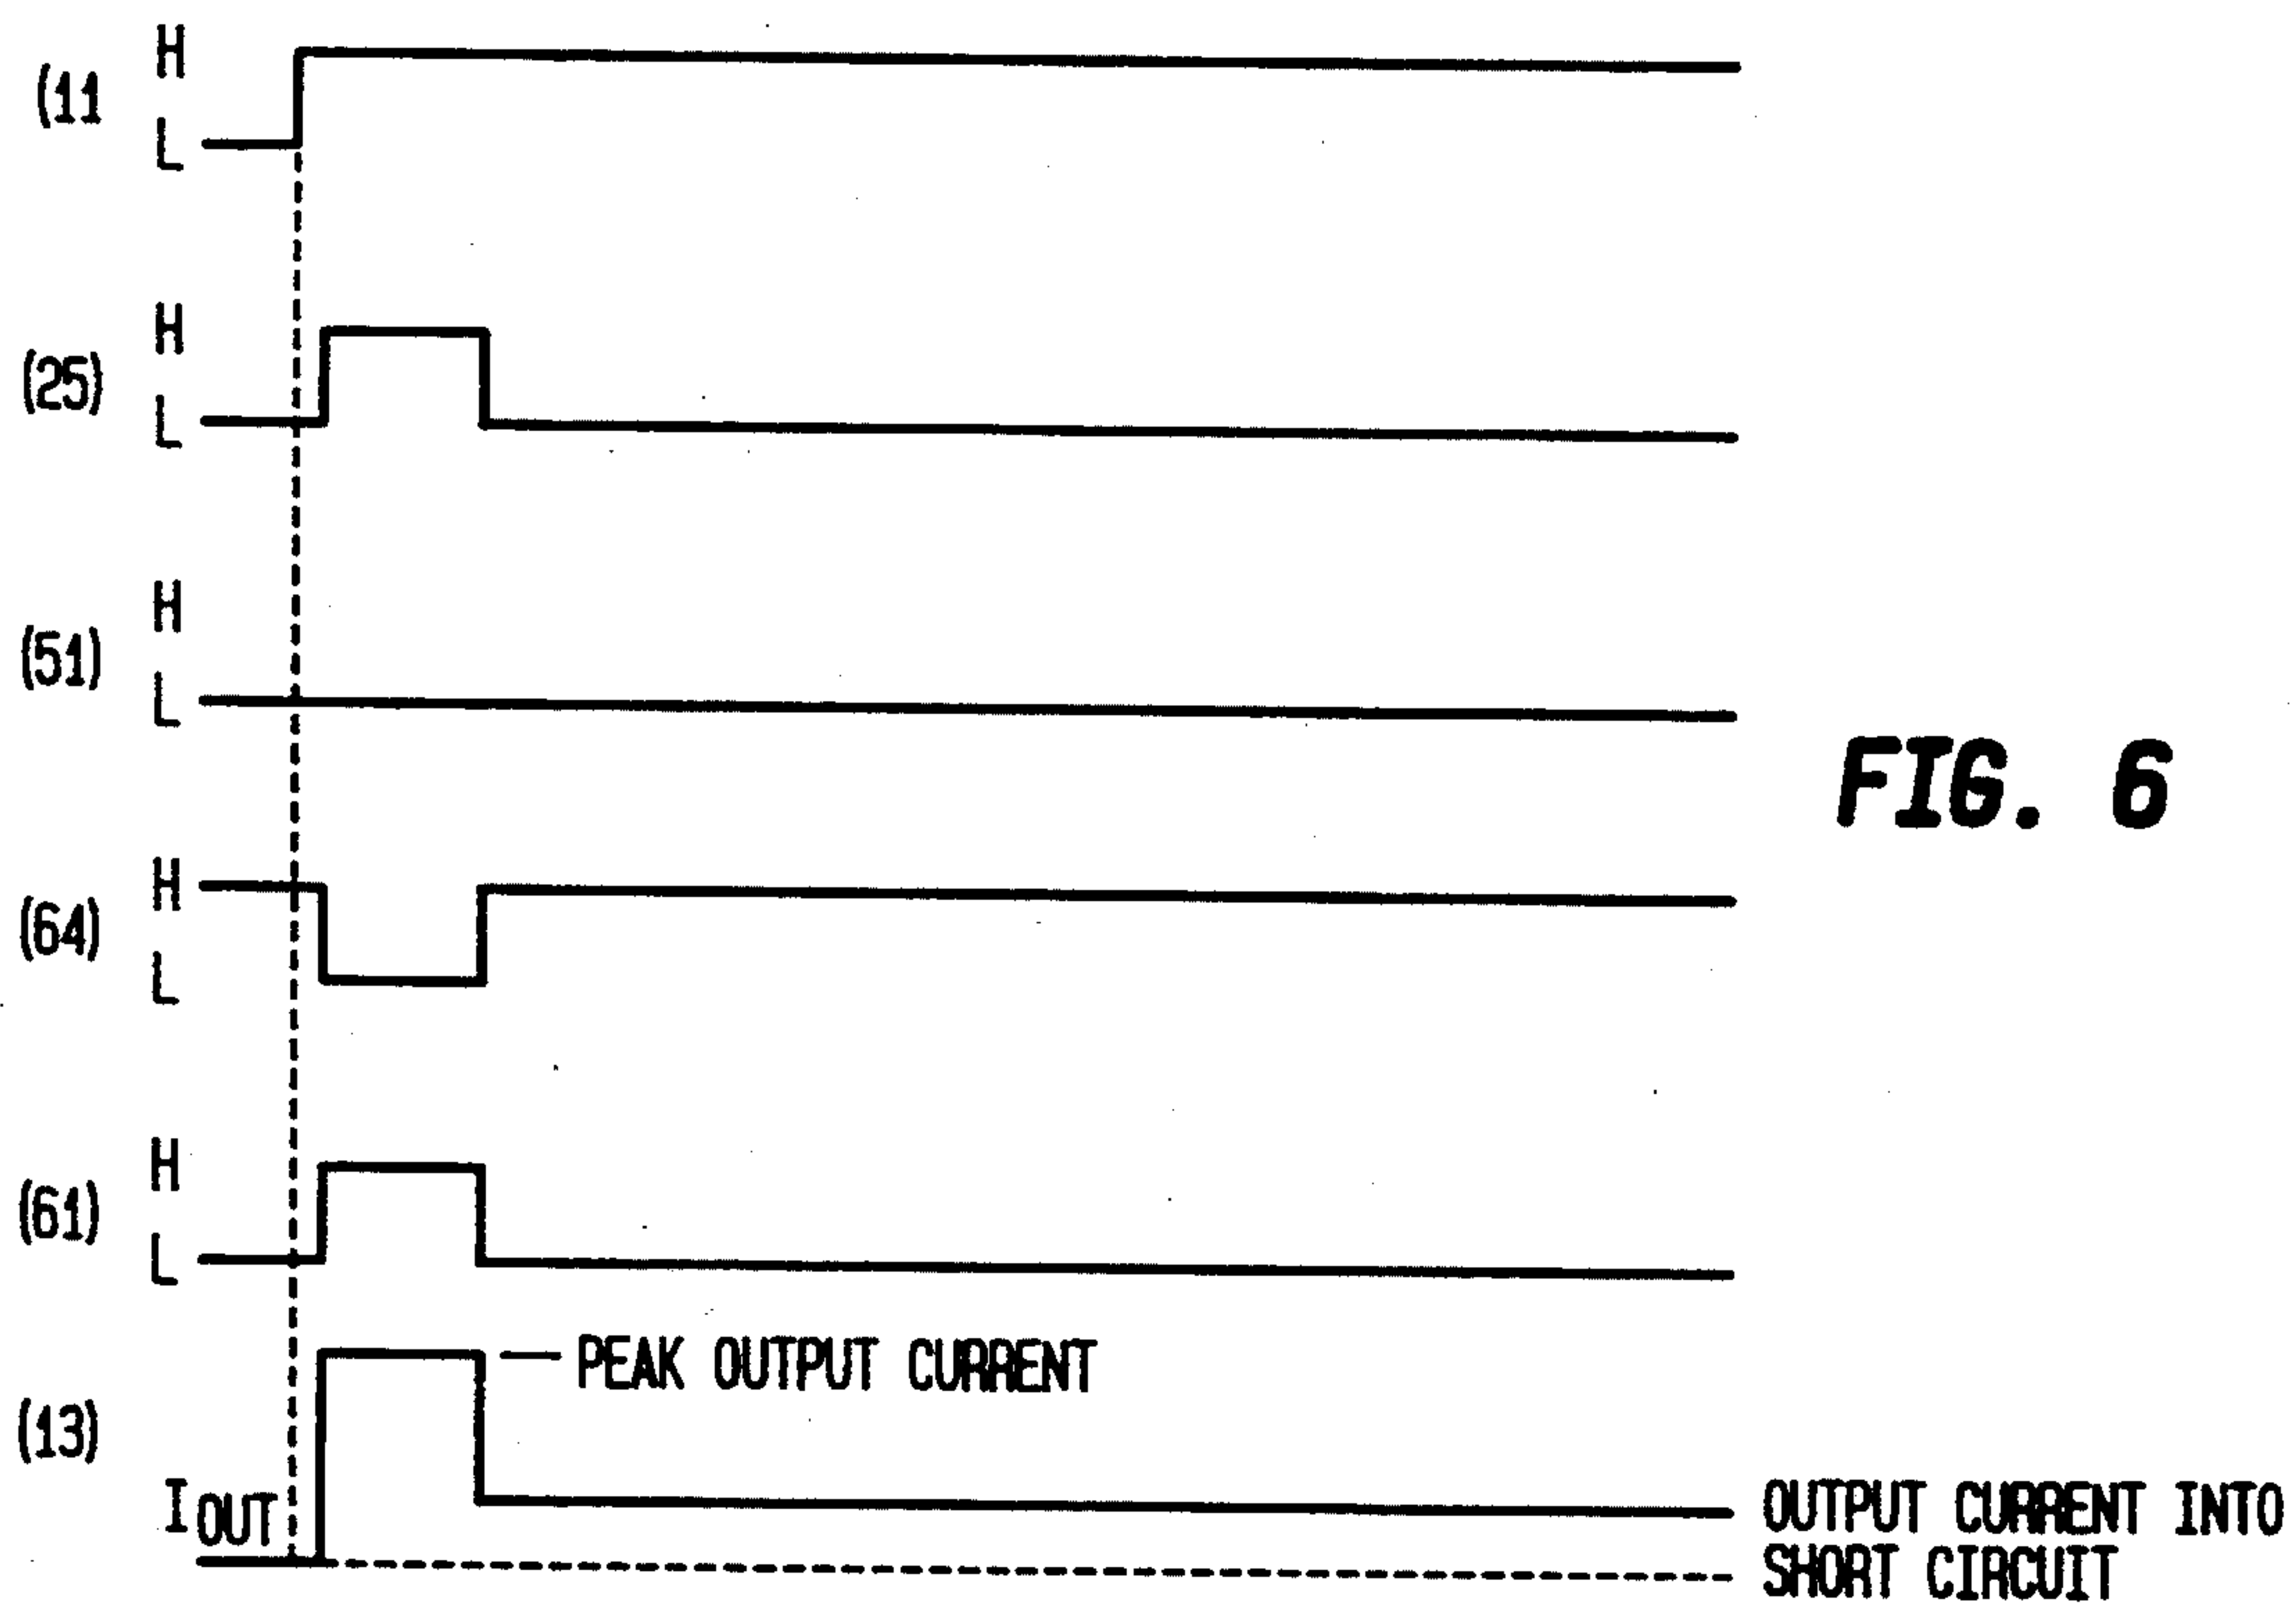 H
(11
L
H
(25)
L
H
(51)
L
FIG. 6
H
(64)
L
H
(61)
L
PEAK OUTPUT CURRENT
(13)
IOUT
OUTPUT CURRENT INTO
SHORT CIRCUIT